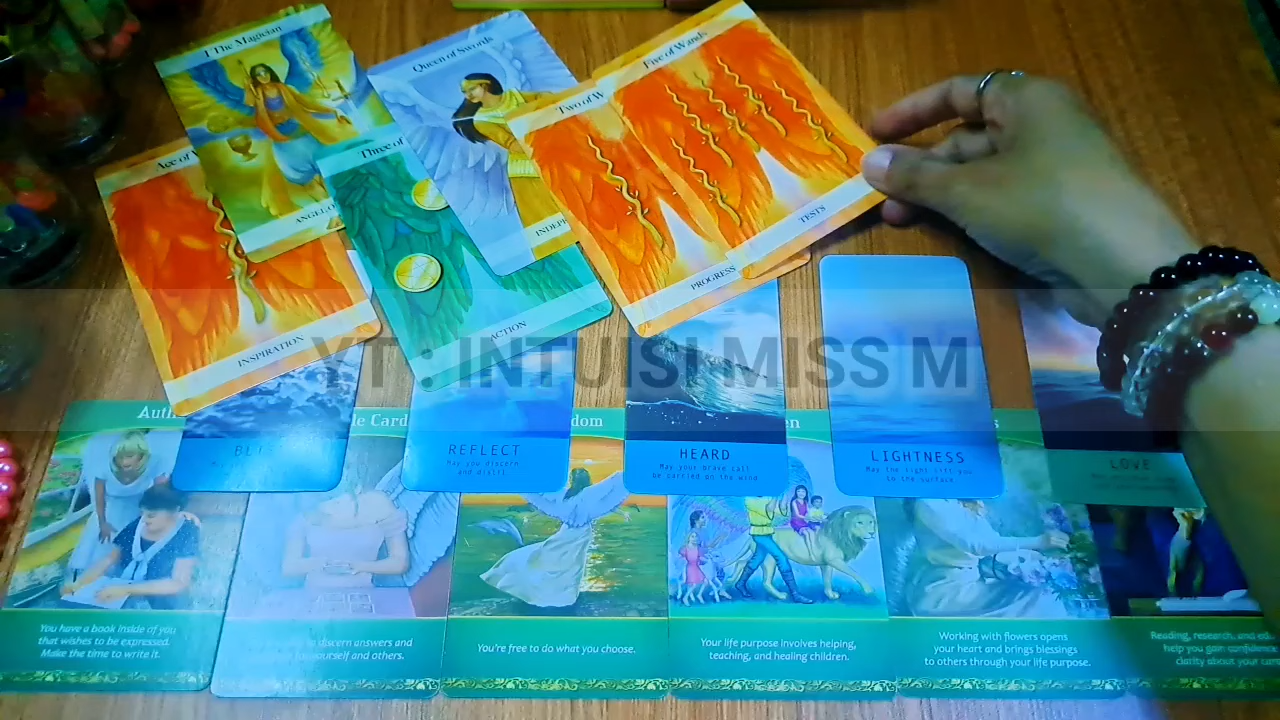 I The Magician
Queen of Swords
Five of Wands
Two of W
Ace of
Three of
ANGEL O
INDEP
TESTS
PROGRESS
INSPIRATION
ACTION
YT : INTUISI MISS M
Auth
le Card
dom
en
s
BLISS
REFLECT
May you discern
and distil
HEARD
May your brave call
be carried on the wind
LIGHTNESS
May the light lift you
to the surface
LOVE
You have a book inside of you
that wishes to be expressed.
Make the time to write it.
discern answers and
yourself and others.
You're free to do what you choose.
Your life purpose involves helping,
teaching, and healing children.
Working with flowers opens
your heart and brings blessings
to others through your life purpose.
Reading, research, and ed
help you gain confidence
clarity about your care